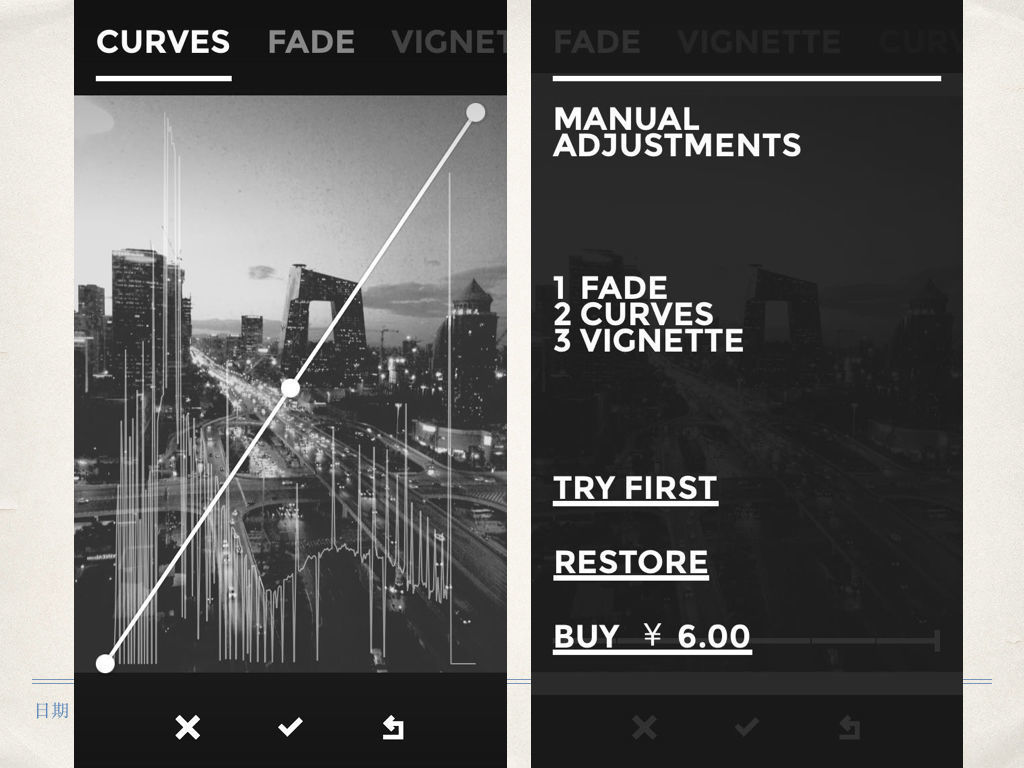 CURVES FADE VIGNET
日期
FADE VIGNETTE CURV
MANUAL
ADJUSTMENTS
1 FADE
2 CURVES
3 VIGNETTE
TRY FIRST
RESTORE
BUY ¥ 6.00